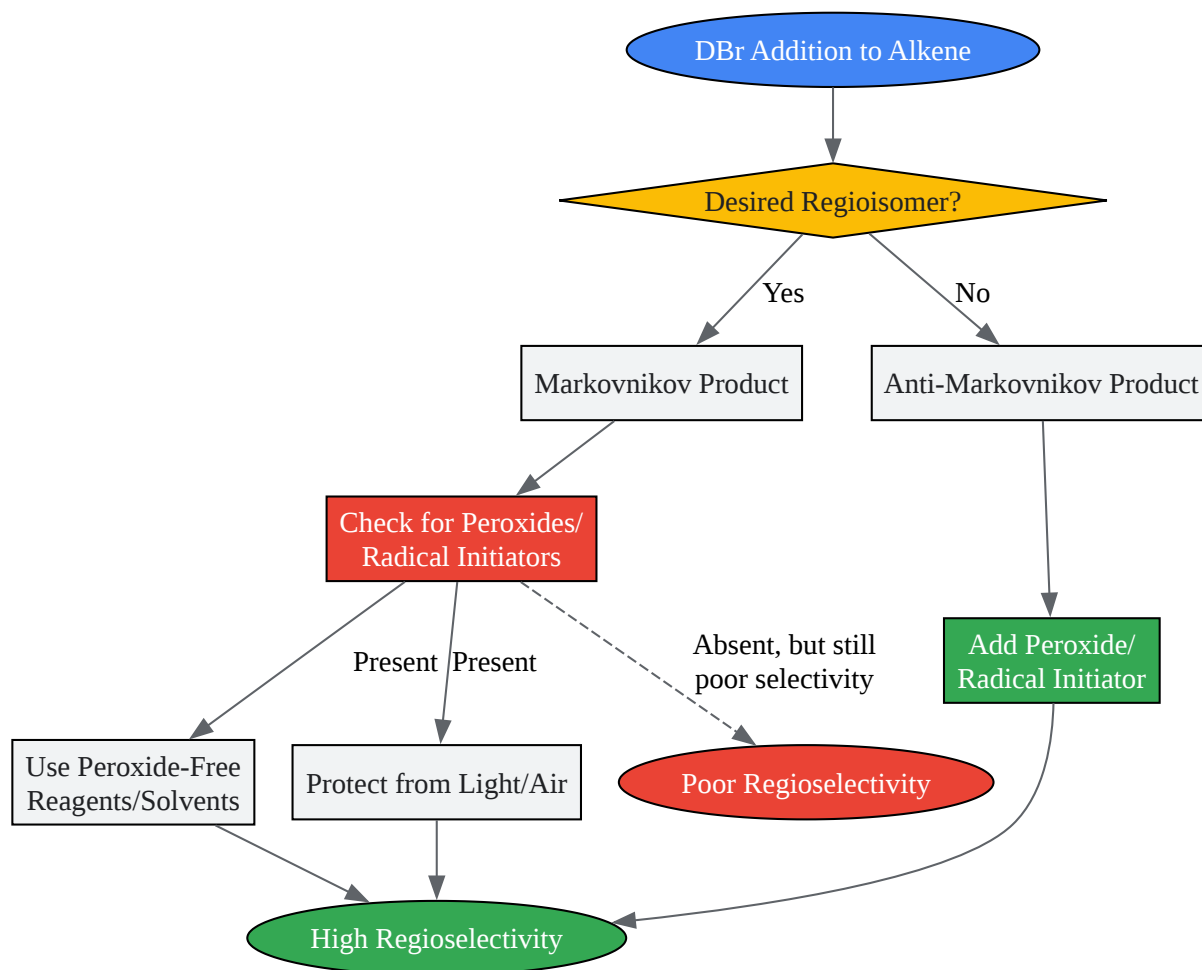 DBr Addition to Alkene
Desired Regioisomer?
Yes
No
Markovnikov Product
Anti-Markovnikov Product
Check for Peroxides/
Radical Initiators
Present
Present
Absent, but still
poor selectivity
Add Peroxide/
Radical Initiator
Use Peroxide-Free
Reagents/Solvents
Protect from Light/Air
Poor Regioselectivity
High Regioselectivity